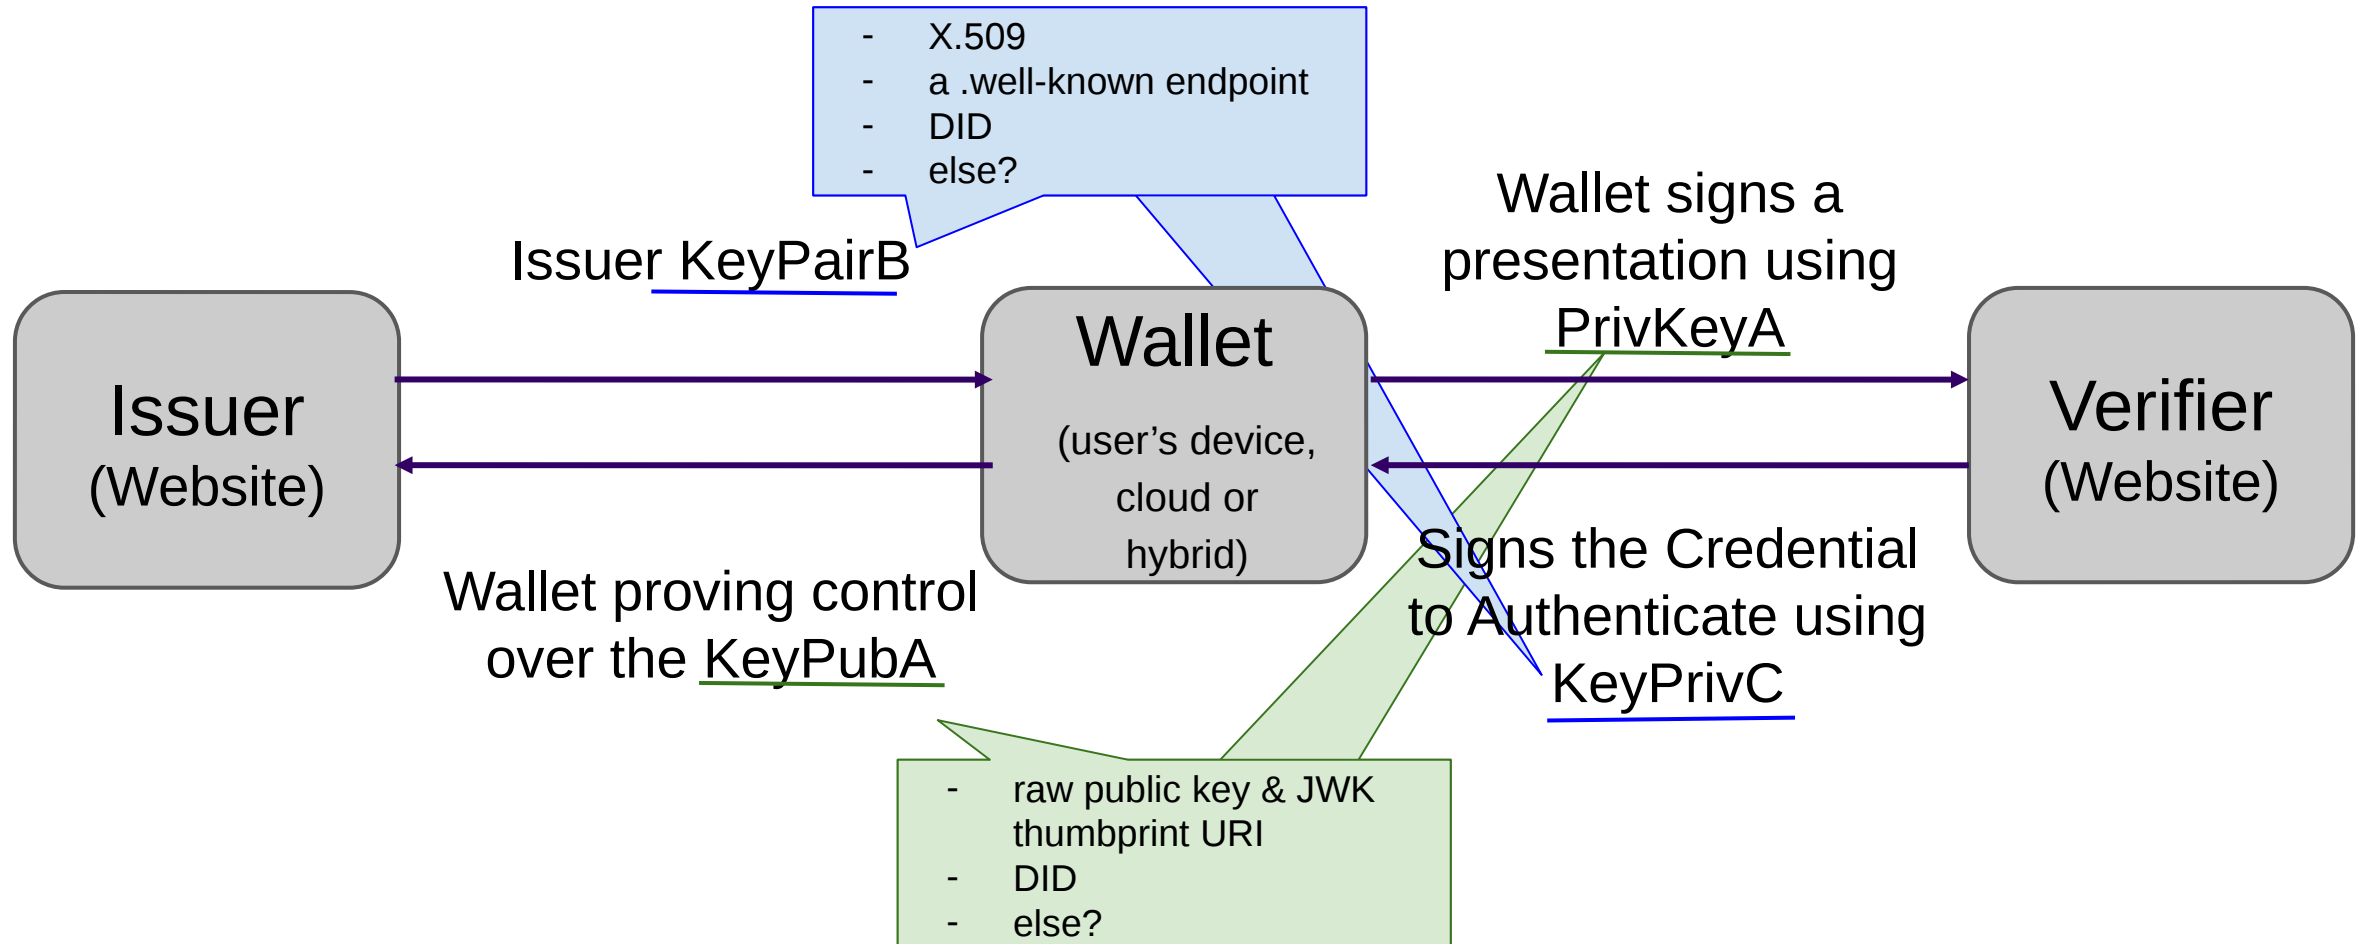 - X.509
- a .well-known endpoint
- DID
- else?
Issuer KeyPairB
Wallet signs a
presentation using
PrivKeyA
Issuer
(Website)
Wallet
(user’s device,
cloud or
hybrid)
Verifier
(Website)
Wallet proving control
over the KeyPubA
Signs the Credential
to Authenticate using
KeyPrivC
- raw public key & JWK
thumbprint URI
- DID
- else?